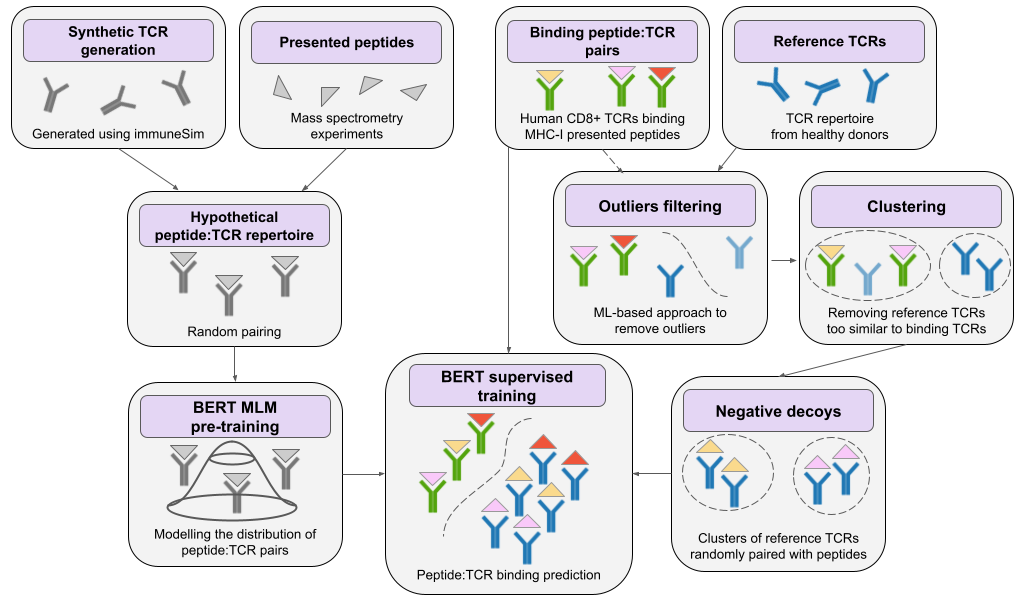 Synthetic TCR
generation
Generated using immuneSim
Presented peptides
Mass spectrometry
experiments
Binding peptide:TCR
pairs
Human CD8+ TCRs binding
MHC-I presented peptides
Reference TCRs
TCR repertoire
from healthy donors
Hypothetical
peptide:TCR repertoire
Random pairing
Outliers filtering
ML-based approach to
remove outliers
Clustering
Removing reference TCRs
too similar to binding TCRs
BERT MLM
pre-training
Modelling the distribution of
peptide:TCR pairs
BERT supervised
training
Peptide:TCR binding prediction
Negative decoys
Clusters of reference TCRs
randomly paired with peptides